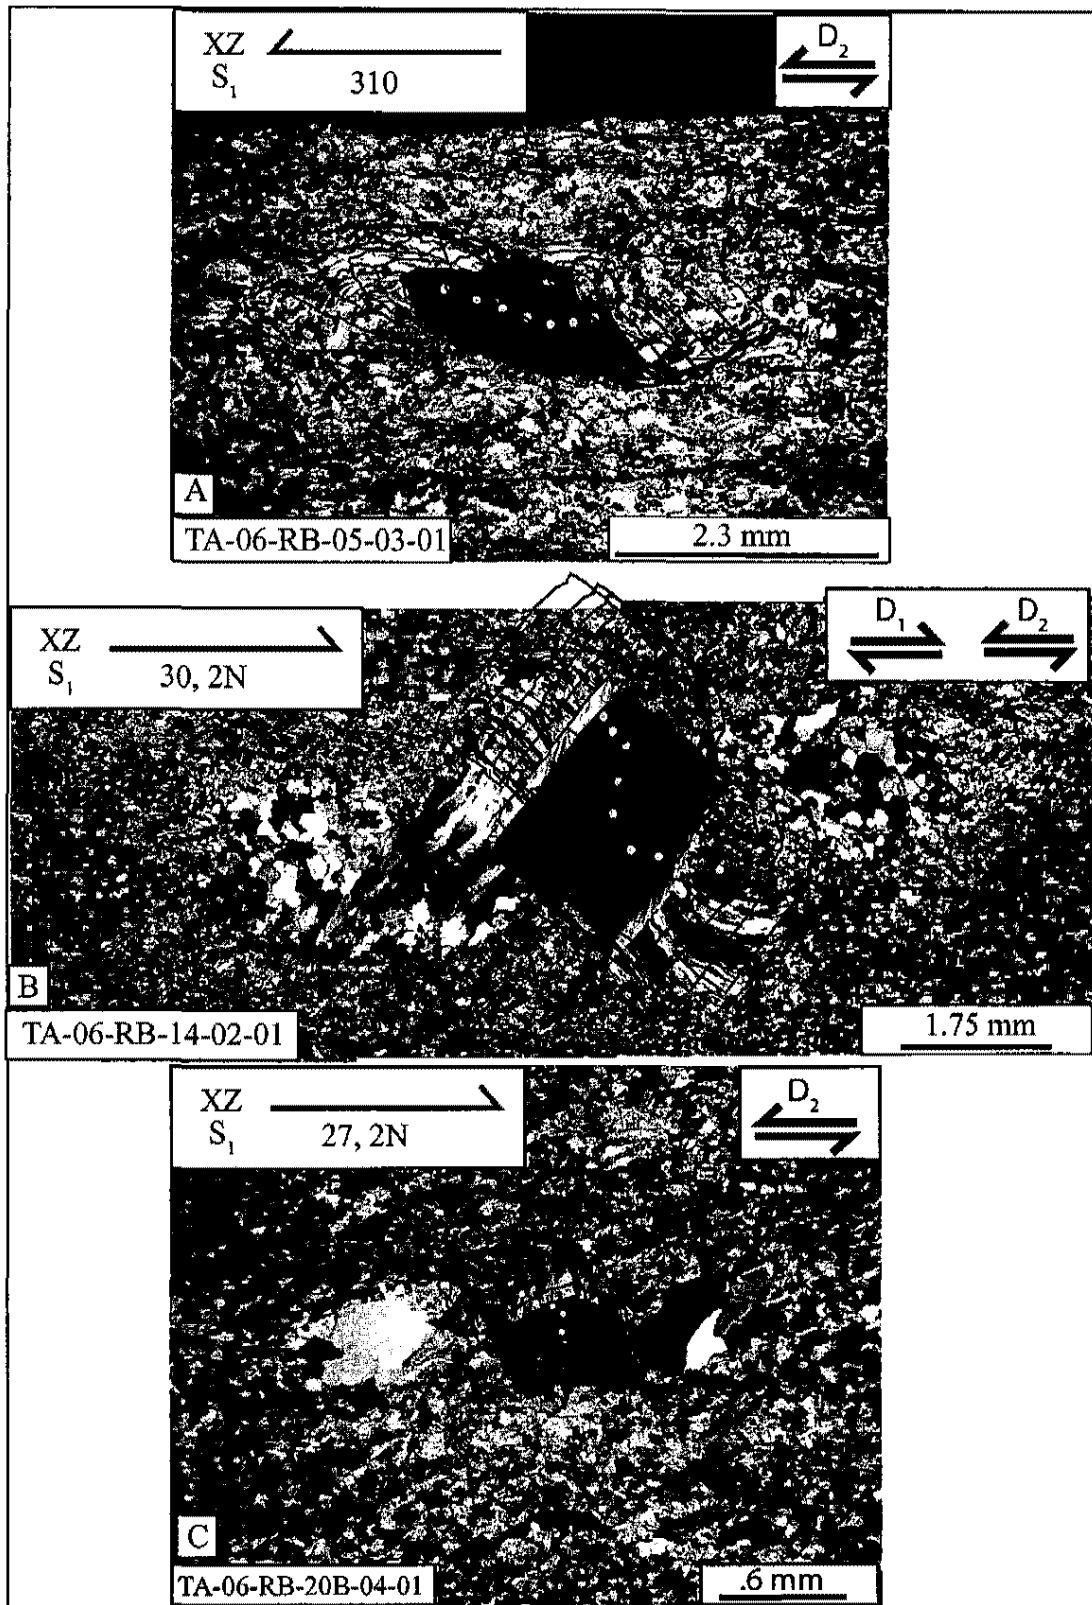 XZ
S₁
310
D₂
A
TA-06-RB-05-03-01
2.3 mm
XZ
S₁
30, 2N
D₁ D₂
B
TA-06-RB-14-02-01
1.75 mm
XZ
S₁
27, 2N
D₂
C
TA-06-RB-20B-04-01
.6 mm